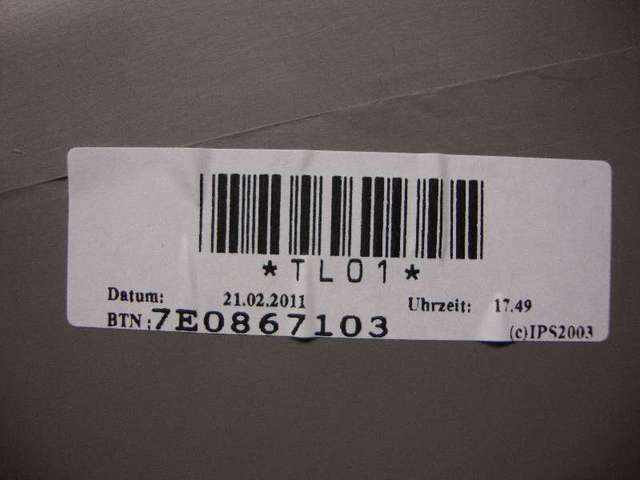 *TL01*
Datum: 21.02.2011 Uhrzeit: 17.49
BTN:7E0867103
(c)IPS2003